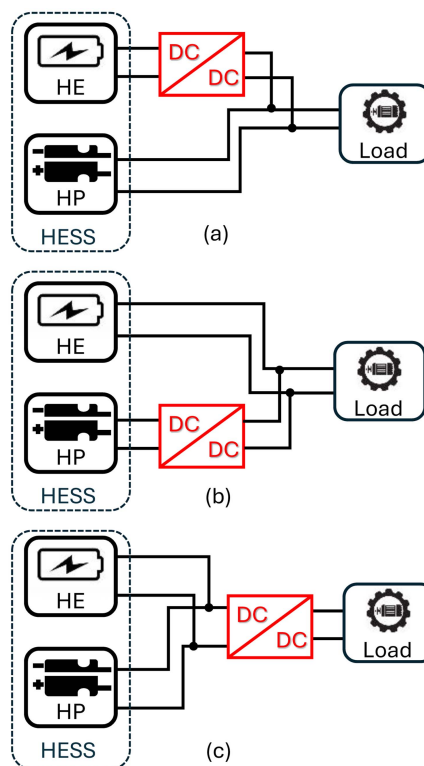 HE
DC
DC
Load
−
+
HP
HESS
(a)
HE
Load
−
+
DC
DC
HP
HESS
(b)
HE
DC
DC
Load
−
+
HP
HESS
(c)